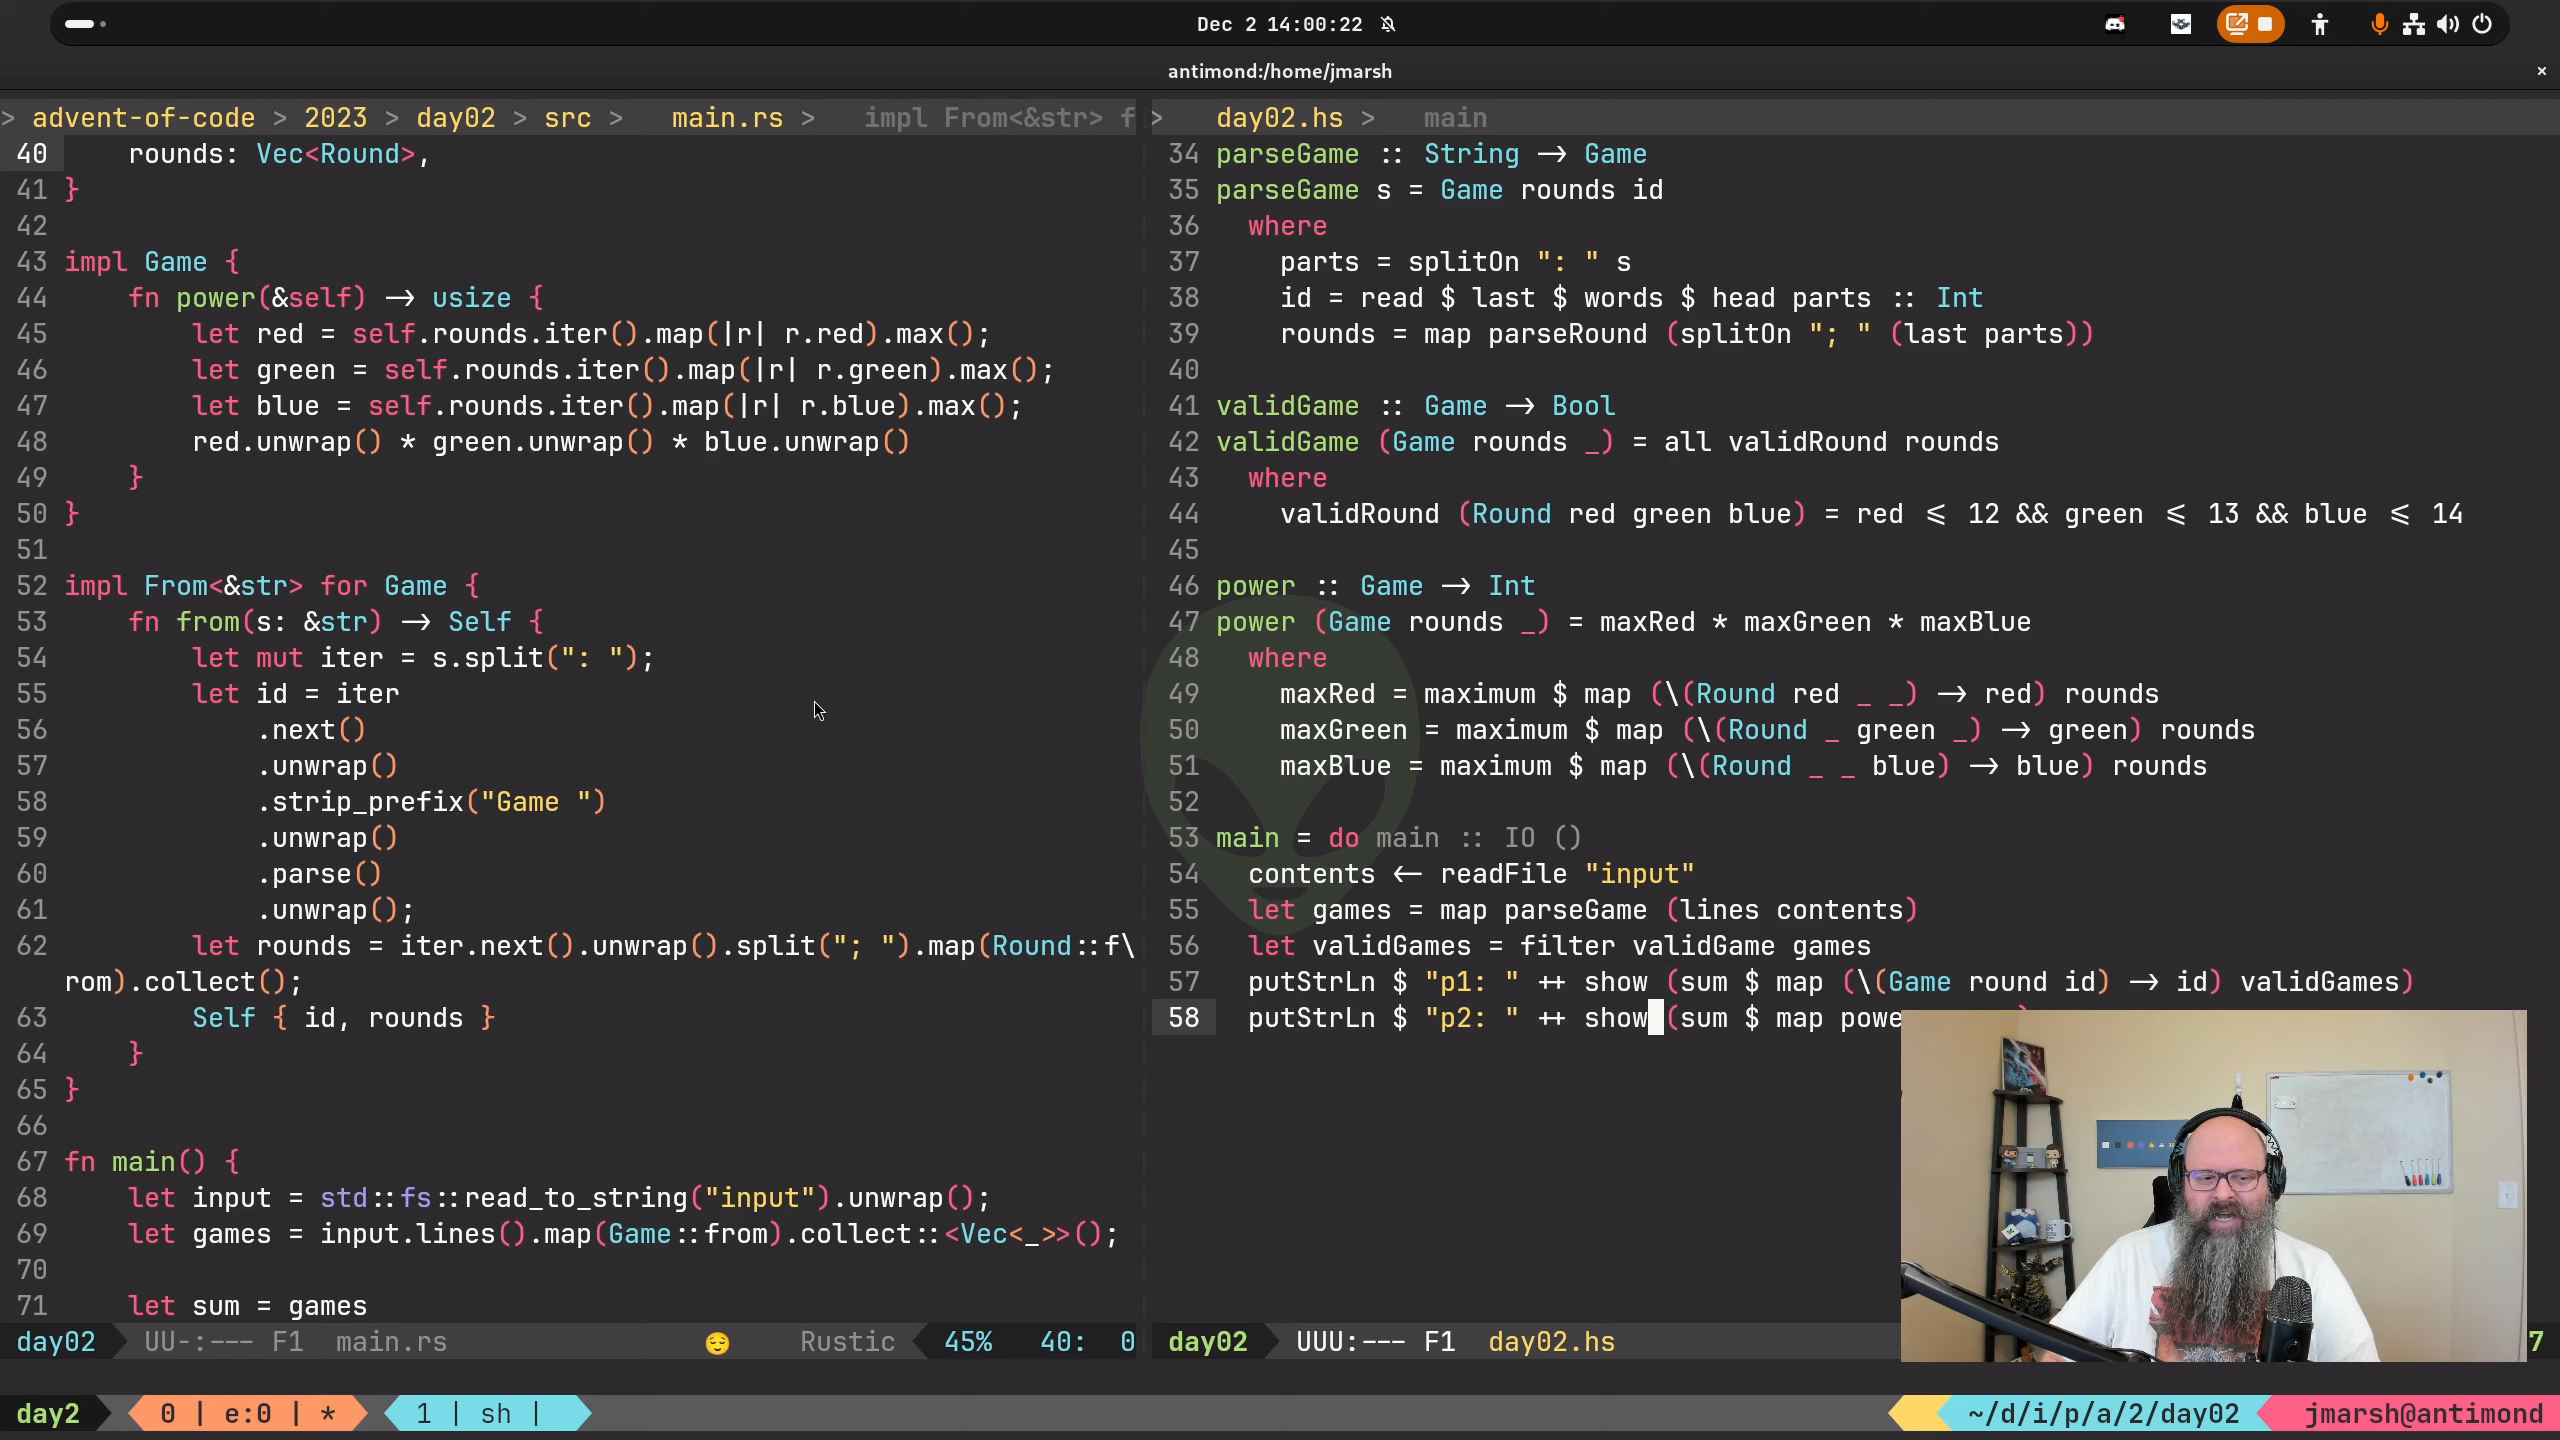 Dec 2 14:00:22
antimond:/home/jmarsh
×
> advent-of-code > 2023 > day02 > src > main.rs > impl From<&str> f
40 rounds: Vec<Round>,
41 }
42
43 impl Game {
44 fn power(&self) -> usize {
45 let red = self.rounds.iter().map(|r| r.red).max();
46 let green = self.rounds.iter().map(|r| r.green).max();
47 let blue = self.rounds.iter().map(|r| r.blue).max();
48 red.unwrap() * green.unwrap() * blue.unwrap()
49 }
50 }
51
52 impl From<&str> for Game {
53 fn from(s: &str) -> Self {
54 let mut iter = s.split(": ");
55 let id = iter
56 .next()
57 .unwrap()
58 .strip_prefix("Game ")
59 .unwrap()
60 .parse()
61 .unwrap();
62 let rounds = iter.next().unwrap().split("; ").map(Round::f\
rom).collect();
63 Self { id, rounds }
64 }
65 }
66
67 fn main() {
68 let input = std::fs::read_to_string("input").unwrap();
69 let games = input.lines().map(Game::from).collect::<Vec<_>>();
70
71 let sum = games
day02 UU-:--- F1 main.rs 😌 Rustic 45% 40: 0
> day02.hs > main
34 parseGame :: String -> Game
35 parseGame s = Game rounds id
36 where
37 parts = splitOn ": " s
38 id = read $ last $ words $ head parts :: Int
39 rounds = map parseRound (splitOn "; " (last parts))
40
41 validGame :: Game -> Bool
42 validGame (Game rounds _) = all validRound rounds
43 where
44 validRound (Round red green blue) = red <= 12 && green <= 13 && blue <= 14
45
46 power :: Game -> Int
47 power (Game rounds _) = maxRed * maxGreen * maxBlue
48 where
49 maxRed = maximum $ map (\(Round red _ _) -> red) rounds
50 maxGreen = maximum $ map (\(Round _ green _) -> green) rounds
51 maxBlue = maximum $ map (\(Round _ _ blue) -> blue) rounds
52
53 main = do main :: IO ()
54 contents <- readFile "input"
55 let games = map parseGame (lines contents)
56 let validGames = filter validGame games
57 putStrLn $ "p1: " ++ show (sum $ map (\(Game round id) -> id) validGames)
58 putStrLn $ "p2: " ++ show (sum $ map powe
day02 UUU:--- F1 day02.hs 7
day2 0 | e:0 | * 1 | sh | ~/d/i/p/a/2/day02 jmarsh@antimond